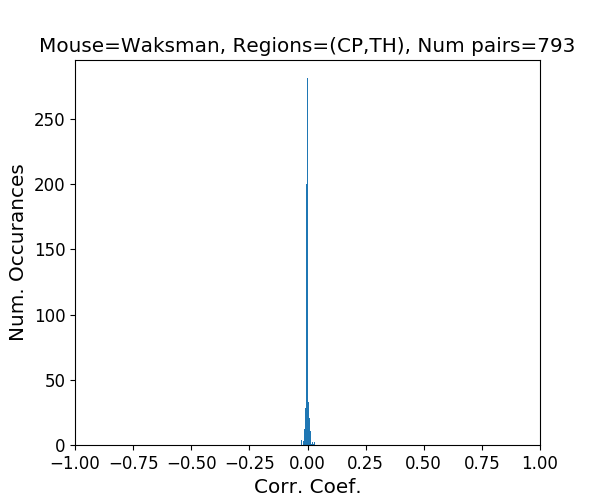 Mouse=Waksman, Regions=(CP,TH), Num pairs=793
Num. Occurances
250
200
150
100
50
0
−1.00 −0.75 −0.50 −0.25 0.00 0.25 0.50 0.75 1.00
Corr. Coef.